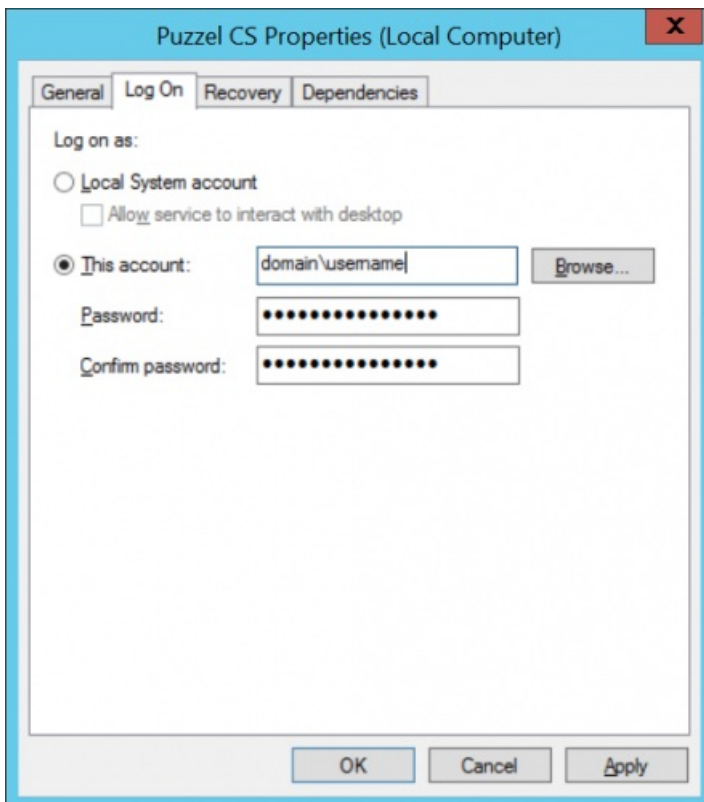 Puzzel CS Properties (Local Computer)
X
General Log On Recovery Dependencies
Log on as:
Local System account
Allow service to interact with desktop
This account: domain\username Browse...
Password: •••••••••••••••
Confirm password: •••••••••••••••
OK Cancel Apply